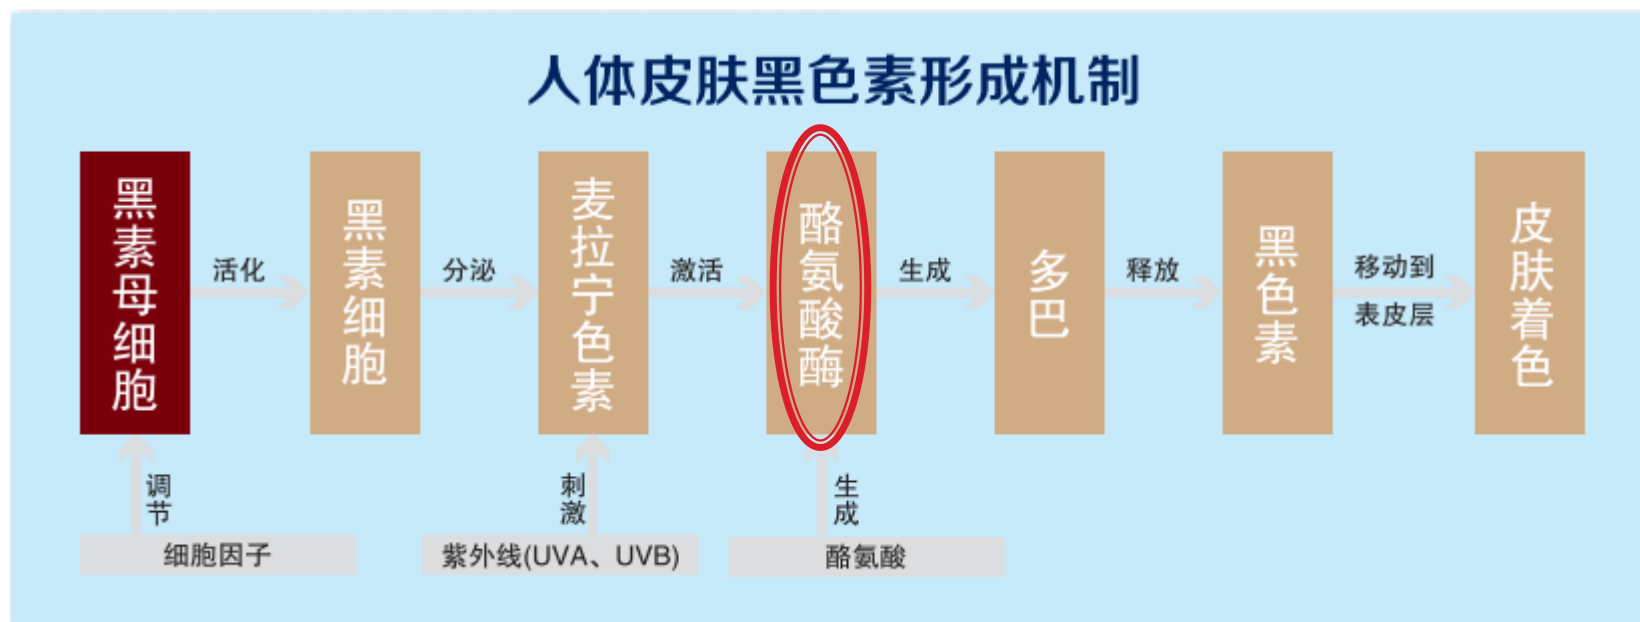 人体皮肤黑色素形成机制
黑素母细胞
活化
黑素细胞
分泌
麦拉宁色素
激活
酪氨酸酶
生成
多巴
释放
黑色素
移动到
表皮层
皮肤着色
调节
刺激
生成
细胞因子
紫外线(UVA、UVB)
酪氨酸